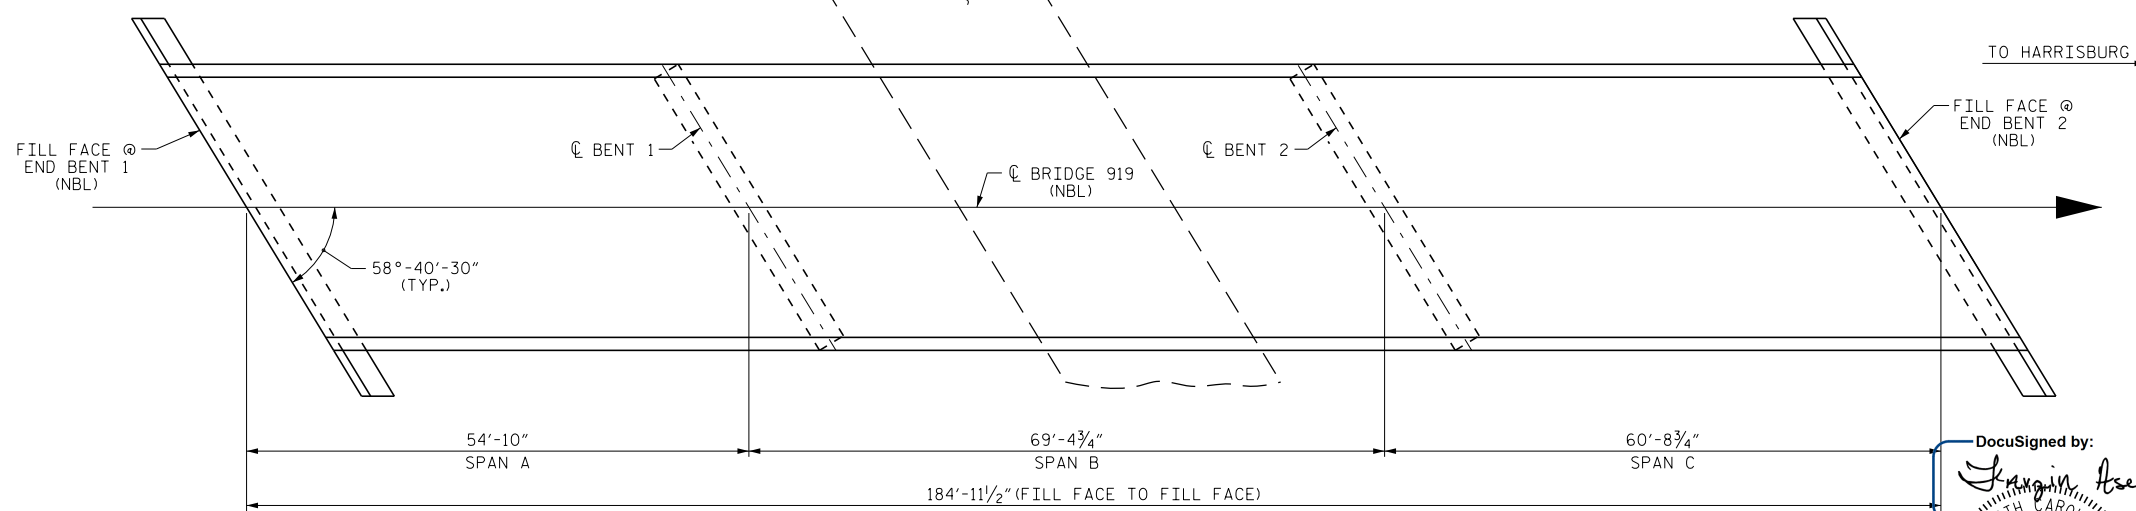 TO HARRISBURG
FILL FACE @
END BENT 1
(NBL)
℄ BENT 1
℄ BRIDGE 919
(NBL)
℄ BENT 2
FILL FACE @
END BENT 2
(NBL)
58°-40'-30"
(TYP.)
54'-10"
SPAN A
69'-4¾"
SPAN B
60'-8¾"
SPAN C
184'-11½"(FILL FACE TO FILL FACE)
DocuSigned by:
TH CARO